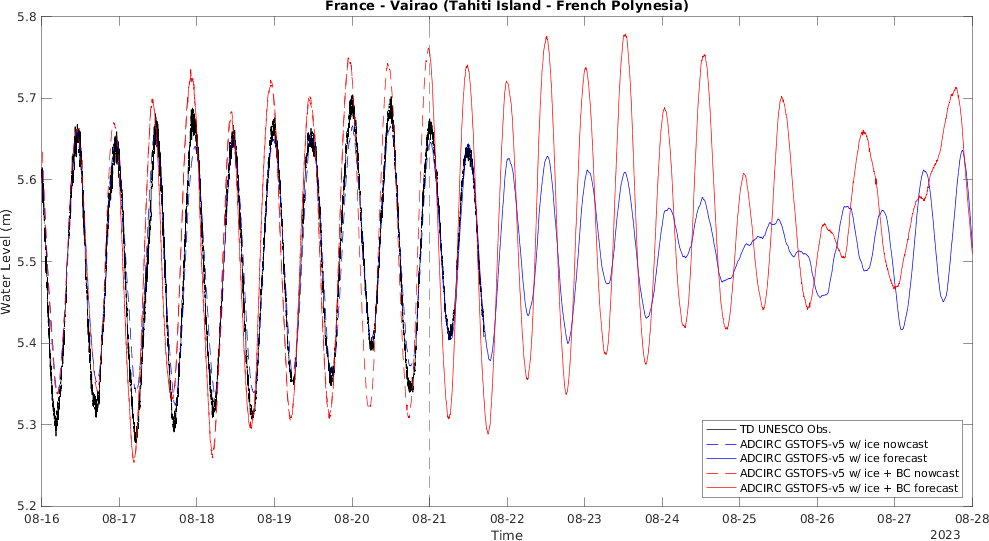 France - Vairao (Tahiti Island - French Polynesia)
5.8
5.7
5.6
5.5
5.4
5.3
5.2
Water Level (m)
TD UNESCO Obs.
ADCIRC GSTOFS-v5 w/ ice nowcast
ADCIRC GSTOFS-v5 w/ ice forecast
ADCIRC GSTOFS-v5 w/ ice + BC nowcast
ADCIRC GSTOFS-v5 w/ ice + BC forecast
08-16 08-17 08-18 08-19 08-20 08-21 08-22 08-23 08-24 08-25 08-26 08-27 08-28
Time
2023